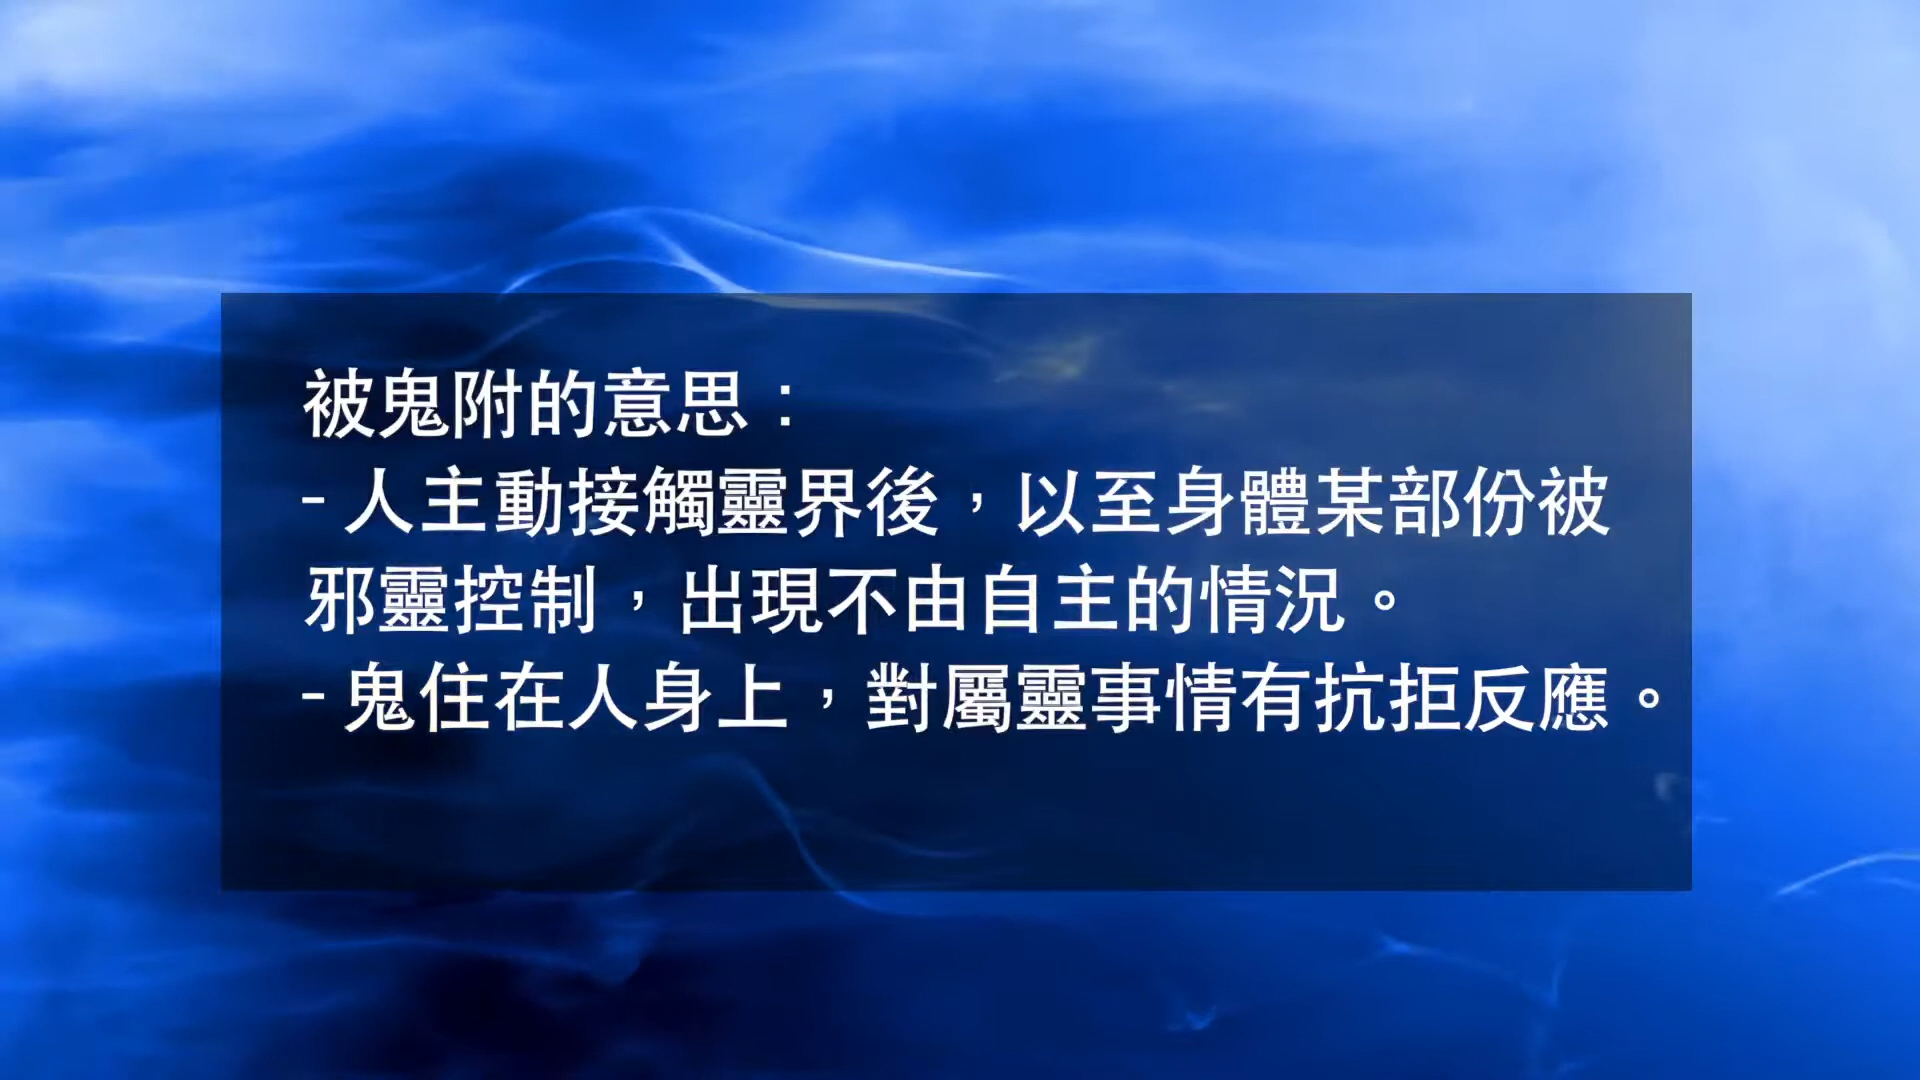 被鬼附的意思：
- 人主動接觸靈界後，以至身體某部份被
邪靈控制，出現不由自主的情況。
- 鬼住在人身上，對屬靈事情有抗拒反應。